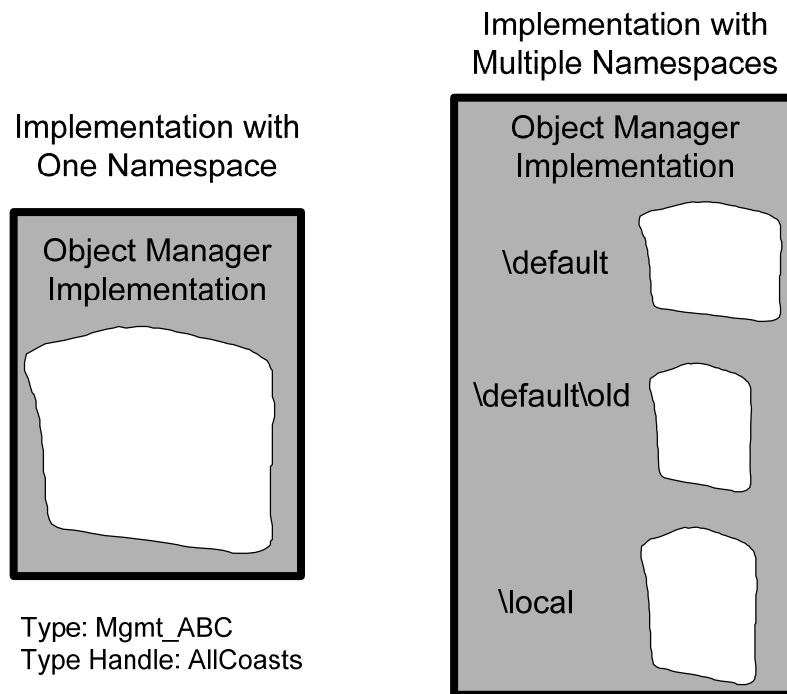 Implementation with
One Namespace
Object Manager
Implementation
Type: Mgmt_ABC
Type Handle: AllCoasts
Implementation with
Multiple Namespaces
Object Manager
Implementation
\default
\default\old
\local